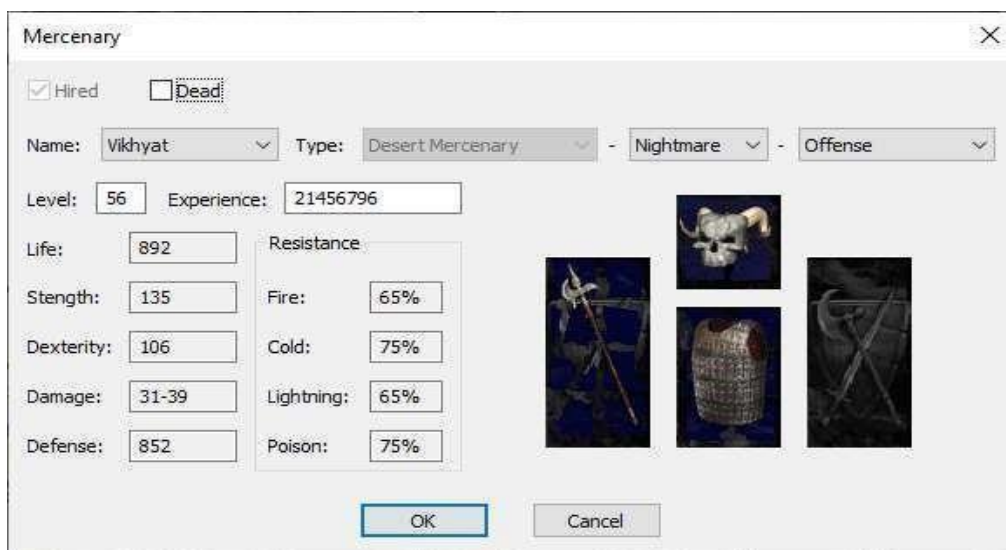 Mercenary
Hired Dead
Name: Vikhyat Type: Desert Mercenary - Nightmare - Offense
Level: 56 Experience: 21456796
Life: 892 Resistance
Stength: 135 Fire: 65%
Dexterity: 106 Cold: 75%
Damage: 31-39 Lightning: 65%
Defense: 852 Poison: 75%
OK Cancel